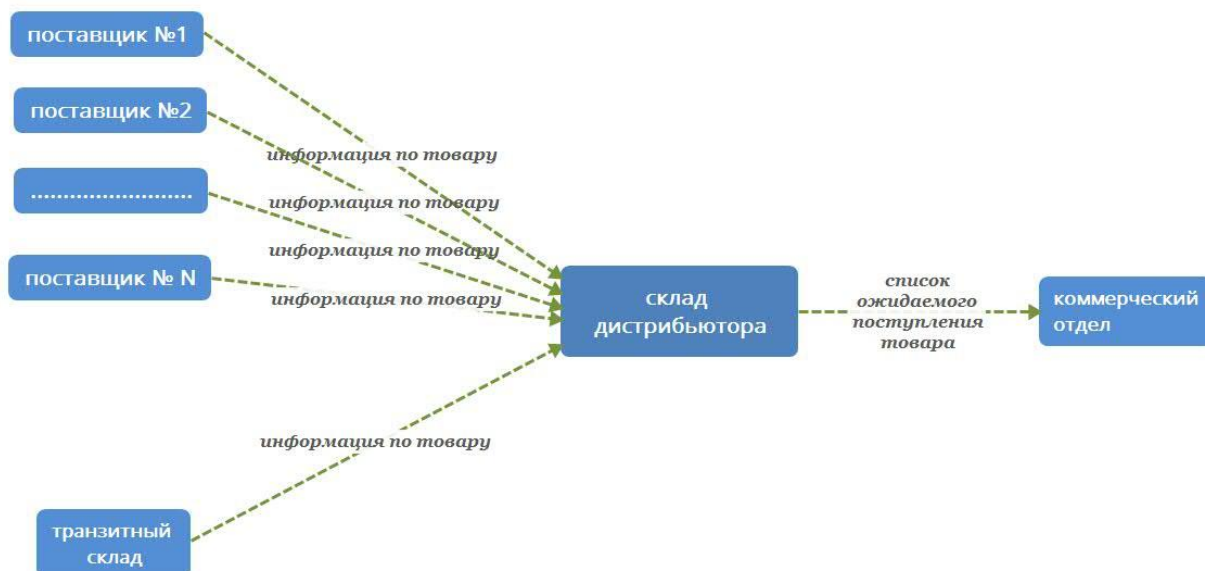 поставщик №1
поставщик №2
информация по товару
.........................
информация по товару
информация по товару
поставщик № N
информация по товару
склад
дистрибьютора
список
ожидаемого
поступления
товара
коммерческий
отдел
информация по товару
транзитный
склад